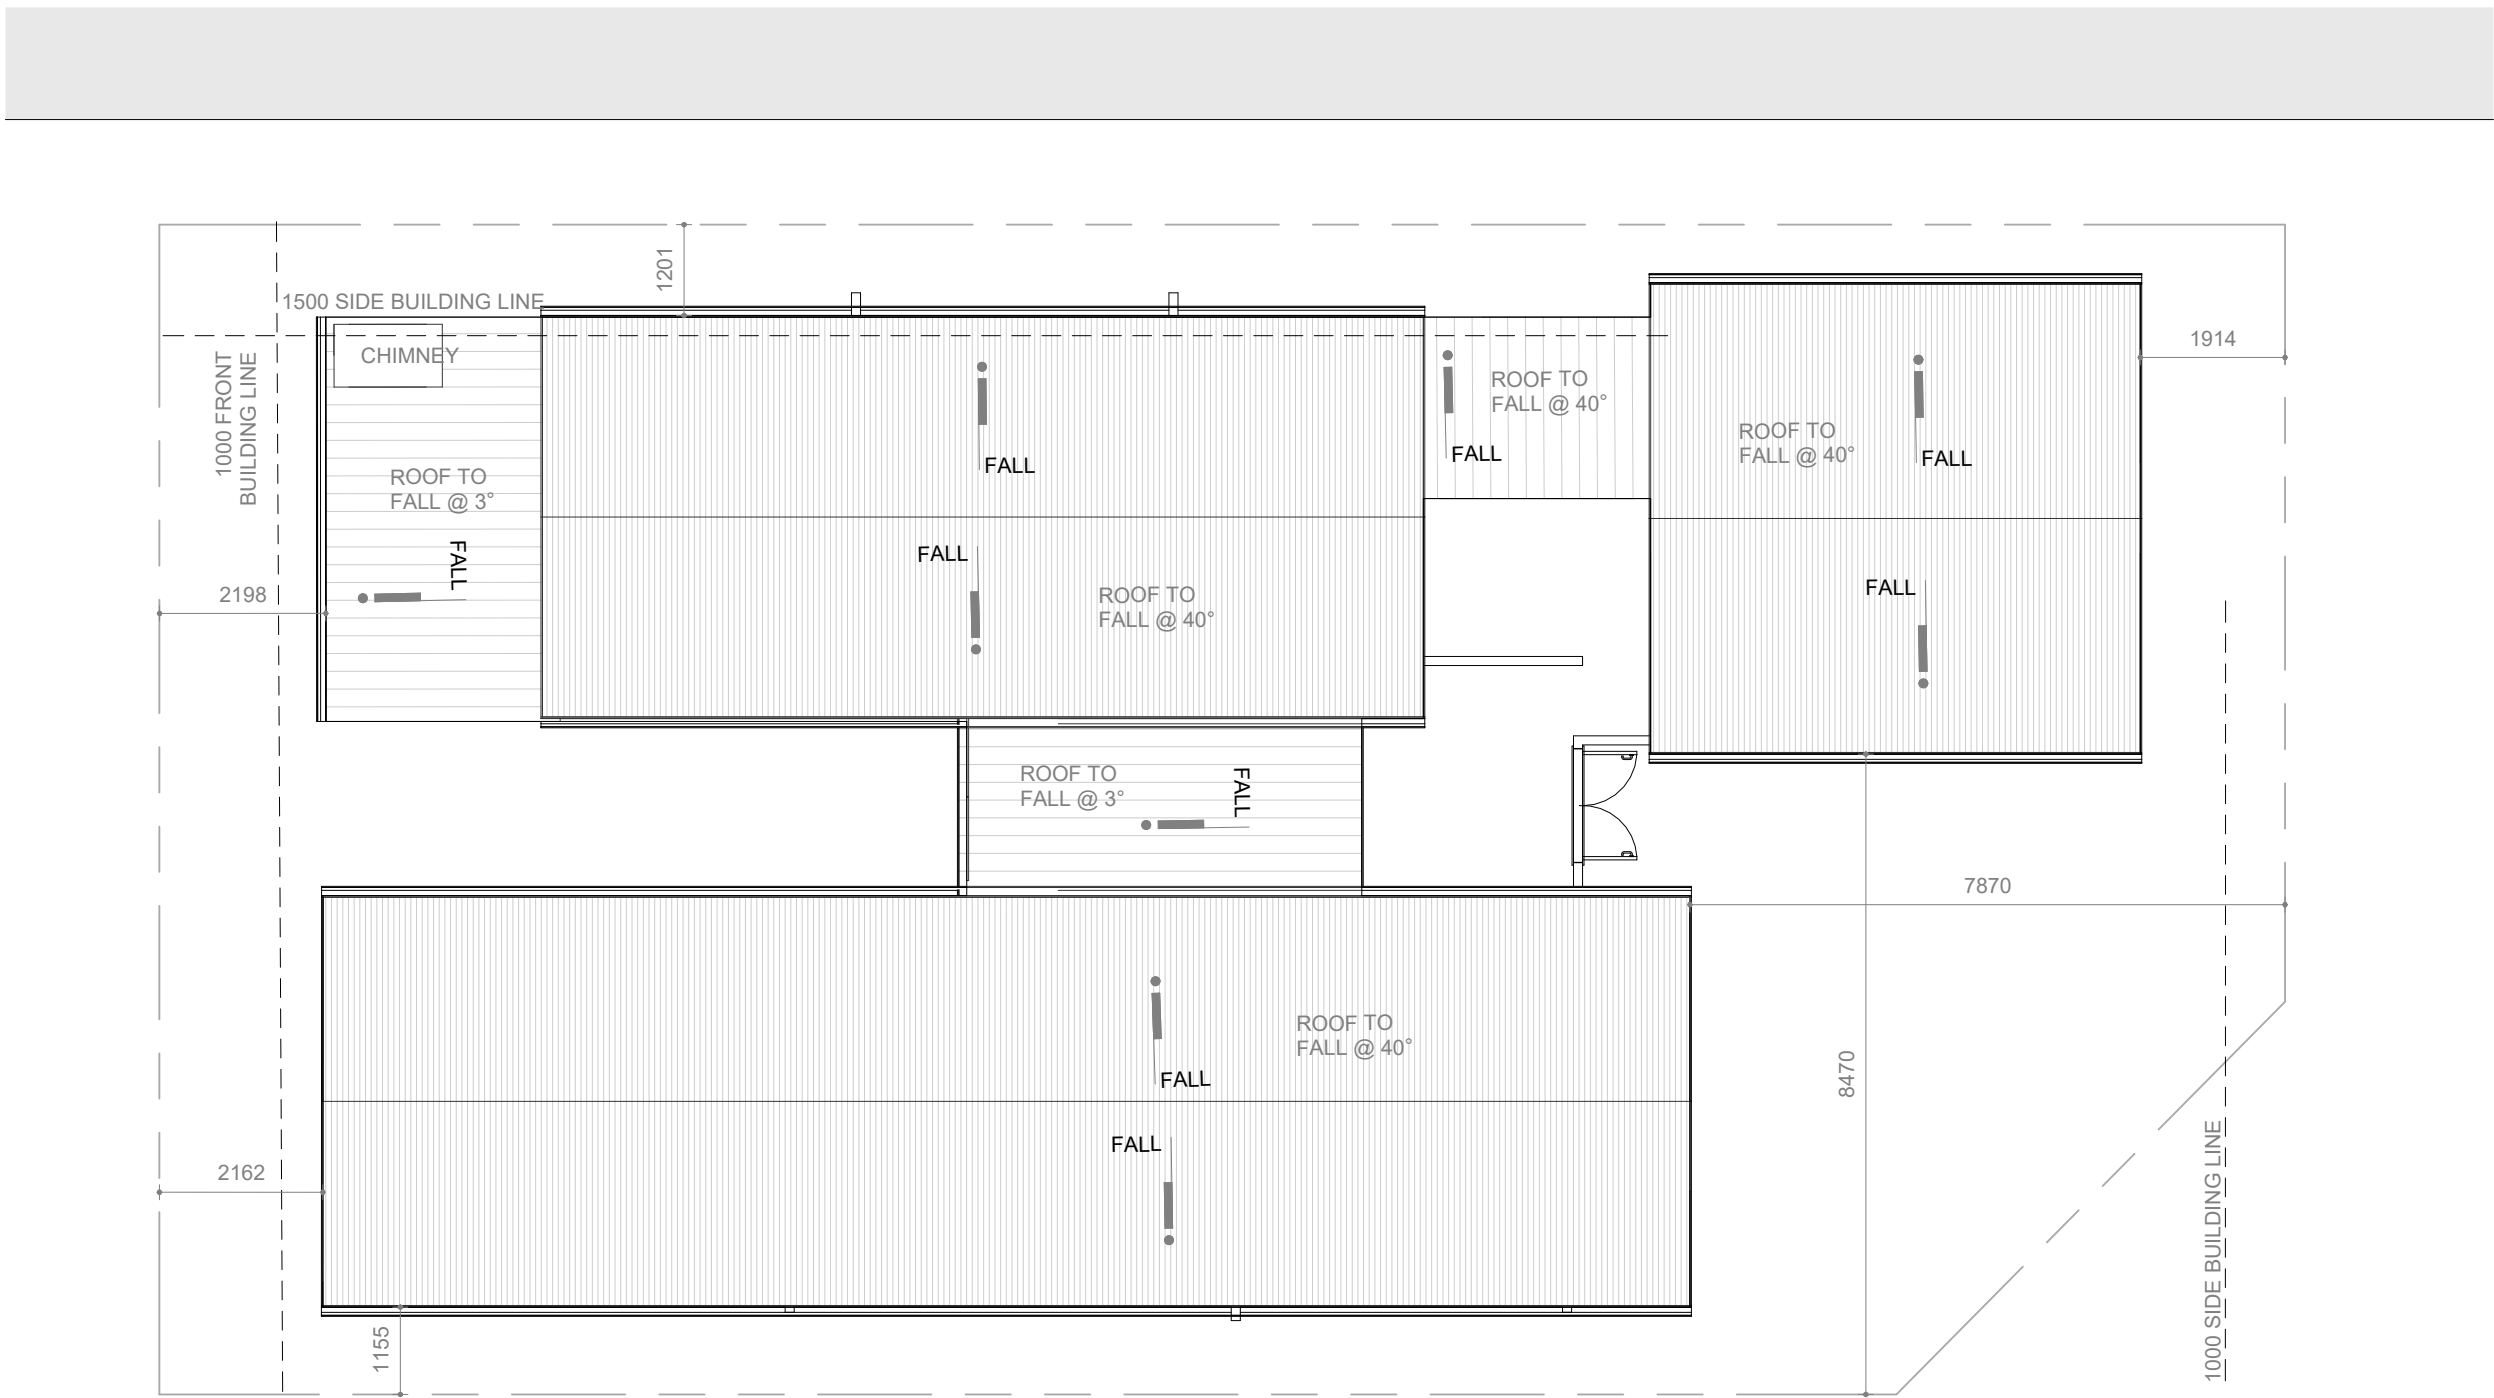 1201
1500 SIDE BUILDING LINE
CHIMNEY
1000 FRONT
BUILDING LINE
1914
ROOF TO
FALL @ 40°
ROOF TO
FALL @ 40°
FALL
FALL
FALL
ROOF TO
FALL @ 3°
FALL
FALL
FALL
2198
ROOF TO
FALL @ 40°
ROOF TO
FALL @ 3°
FALL
7870
ROOF TO
FALL @ 40°
FALL
8470
FALL
2162
1000 SIDE BUILDING LINE
1155